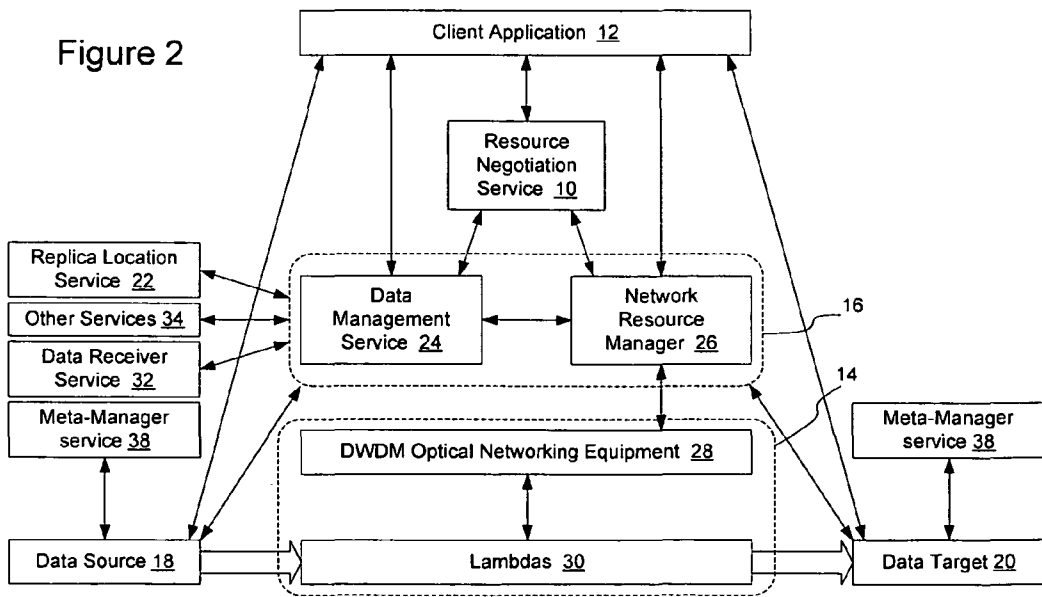 Figure 2
Client Application 12
Resource
Negotiation
Service 10
Replica Location
Service 22
Other Services 34
Data Receiver
Service 32
Meta-Manager
service 38
Data
Management
Service 24
Network
Resource
Manager 26
16
14
DWDM Optical Networking Equipment 28
Meta-Manager
service 38
Data Source 18
Lambdas 30
Data Target 20